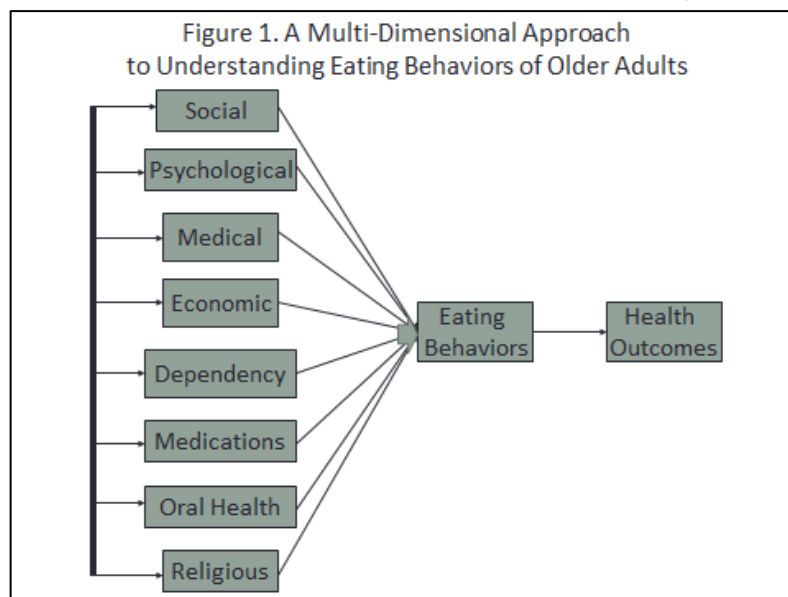 Figure 1. A Multi-Dimensional Approach
to Understanding Eating Behaviors of Older Adults
Social
Psychological
Medical
Economic
Dependency
Medications
Oral Health
Religious
Eating
Behaviors
Health
Outcomes